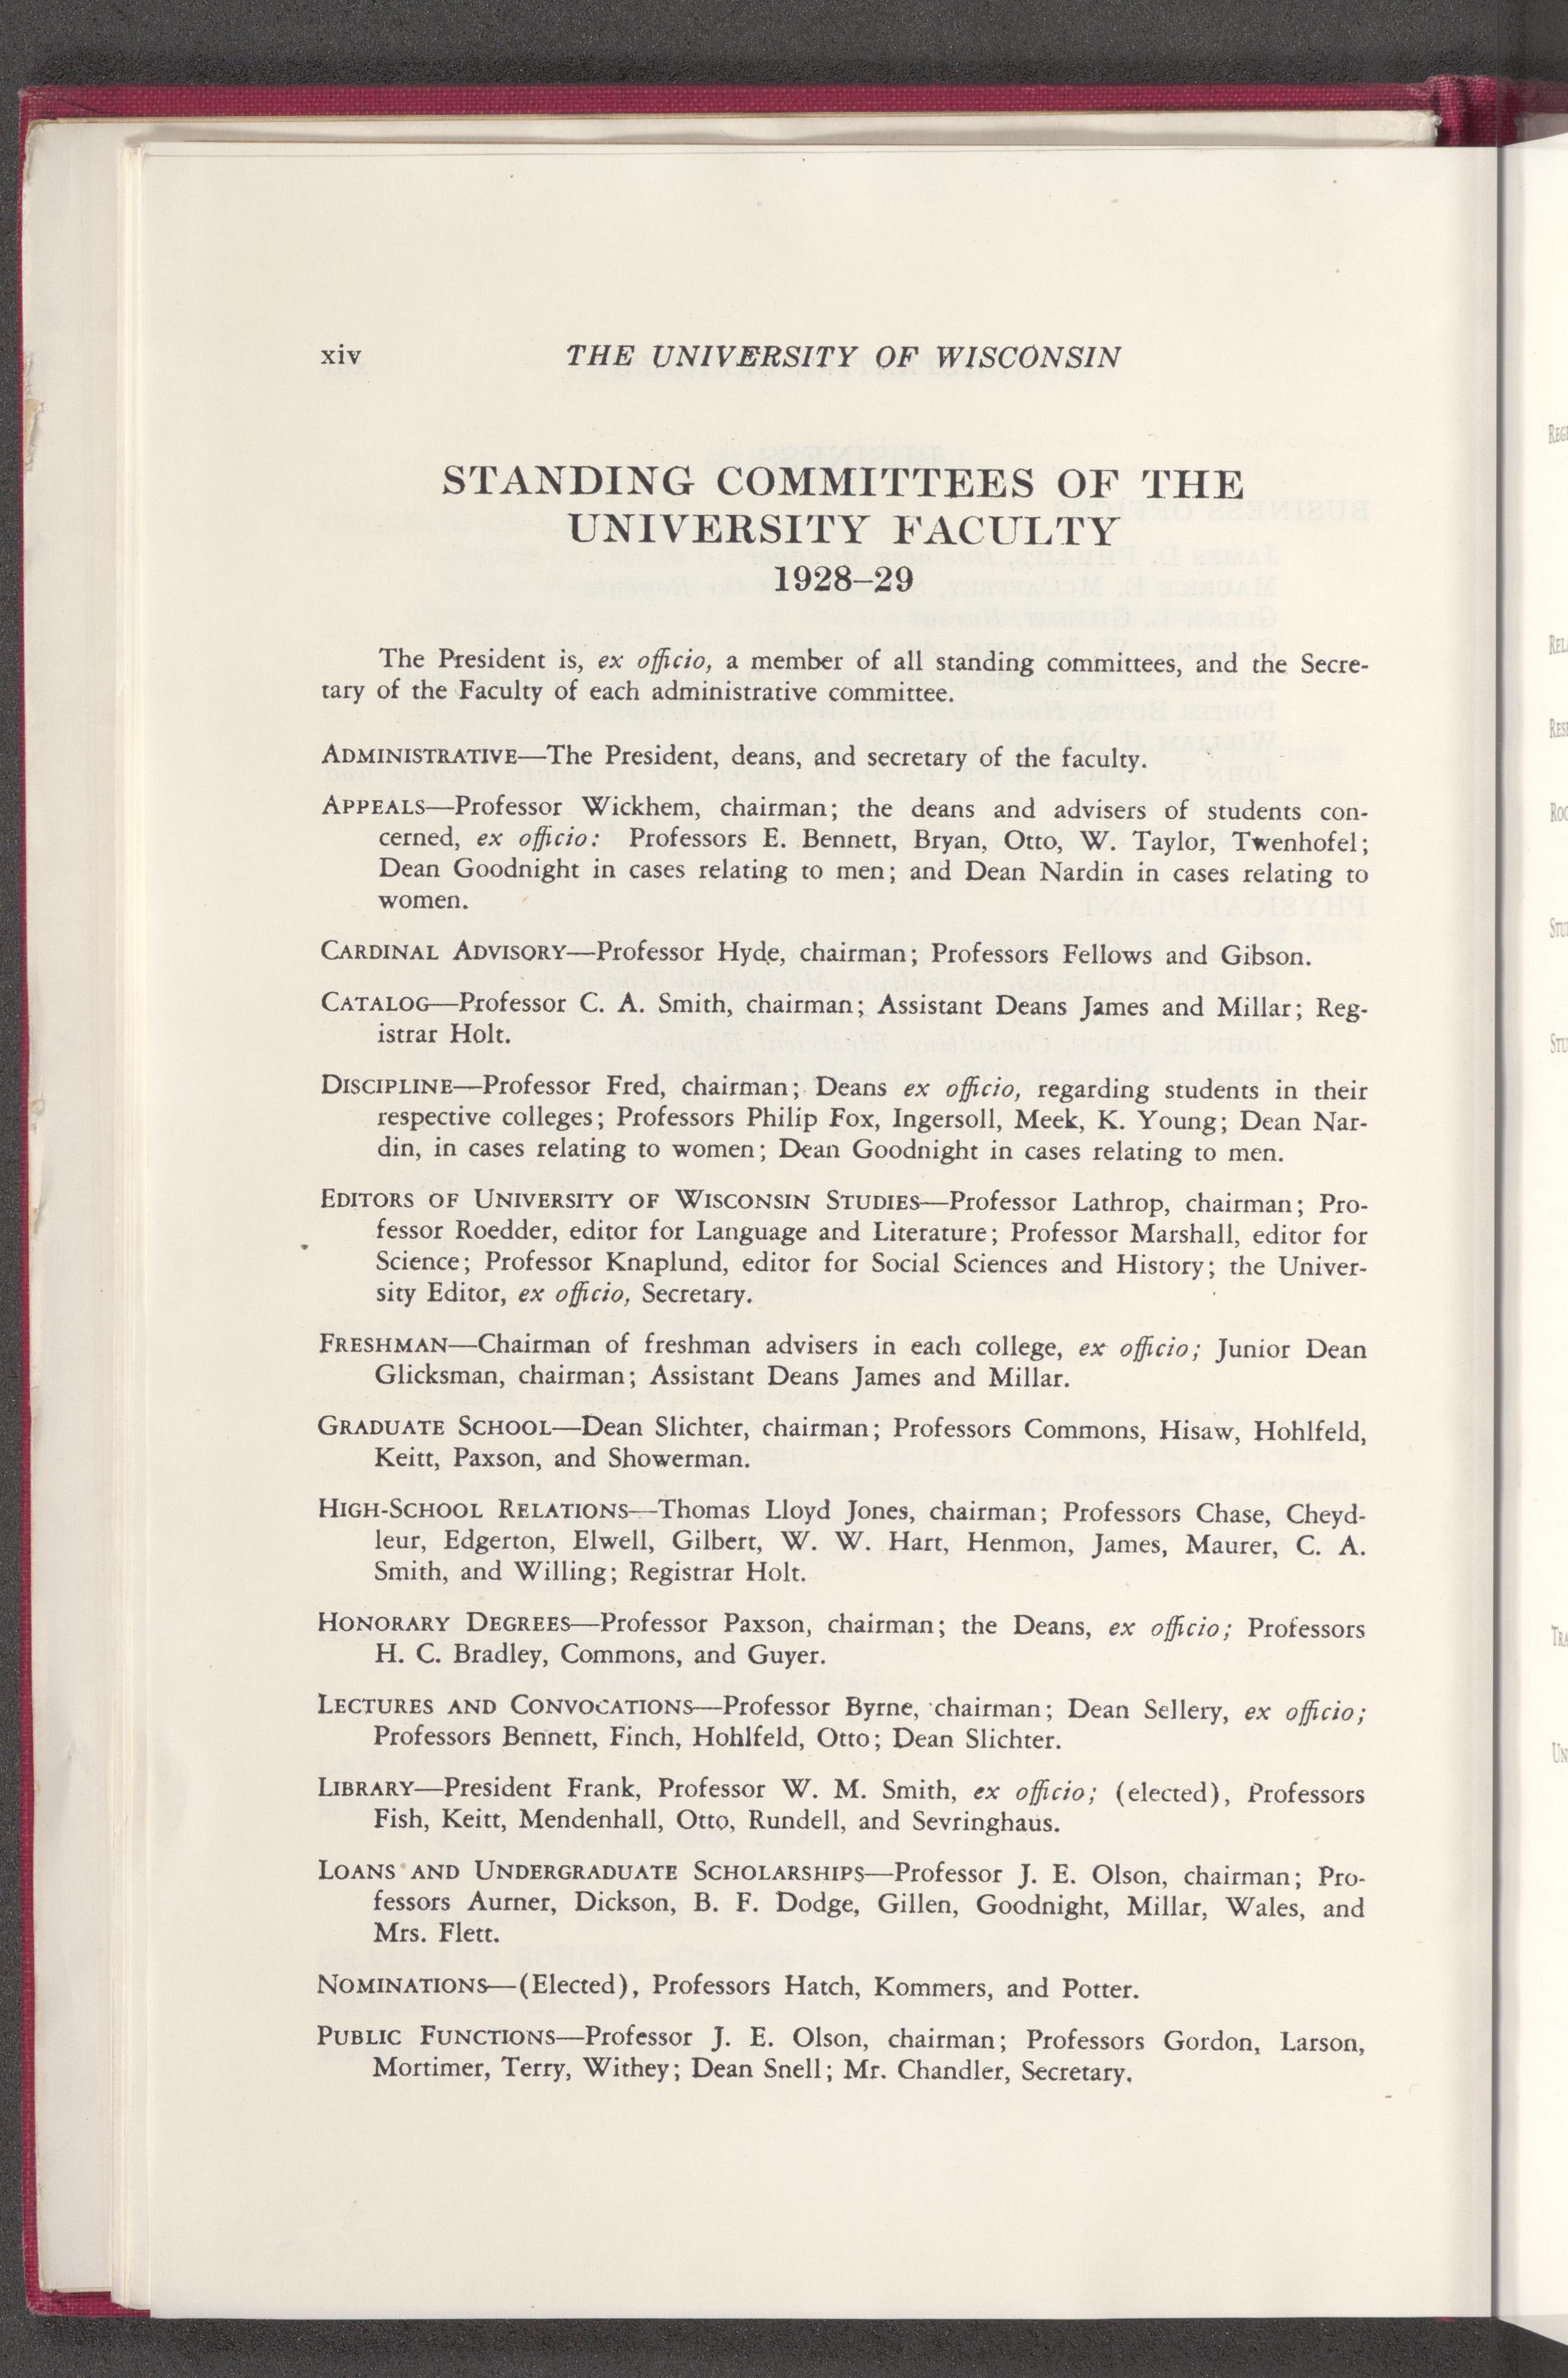 xiv THE UNIVERSITY OF WISCONSIN
STANDING COMMITTEES OF THE
UNIVERSITY FACULTY
1928–29
The President is, ex officio, a member of all standing committees, and the Secre-
tary of the Faculty of each administrative committee.
ADMINISTRATIVE—The President, deans, and secretary of the faculty.
APPEALS—Professor Wickhem, chairman; the deans and advisers of students con-
cerned, ex officio: Professors E. Bennett, Bryan, Otto, W. Taylor, Twenhofel;
Dean Goodnight in cases relating to men; and Dean Nardin in cases relating to
women.
CARDINAL ADVISORY—Professor Hyde, chairman; Professors Fellows and Gibson.
CATALOG—Professor C. A. Smith, chairman; Assistant Deans James and Millar; Reg-
istrar Holt.
DISCIPLINE—Professor Fred, chairman; Deans ex officio, regarding students in their
respective colleges; Professors Philip Fox, Ingersoll, Meek, K. Young; Dean Nar-
din, in cases relating to women; Dean Goodnight in cases relating to men.
EDITORS OF UNIVERSITY OF WISCONSIN STUDIES—Professor Lathrop, chairman; Pro-
fessor Roedder, editor for Language and Literature; Professor Marshall, editor for
Science; Professor Knaplund, editor for Social Sciences and History; the Univer-
sity Editor, ex officio, Secretary.
FRESHMAN—Chairman of freshman advisers in each college, ex officio; Junior Dean
Glicksman, chairman; Assistant Deans James and Millar.
GRADUATE SCHOOL—Dean Slichter, chairman; Professors Commons, Hisaw, Hohlfeld,
Keitt, Paxson, and Showerman.
HIGH-SCHOOL RELATIONS—Thomas Lloyd Jones, chairman; Professors Chase, Cheyd-
leur, Edgerton, Elwell, Gilbert, W. W. Hart, Henmon, James, Maurer, C. A.
Smith, and Willing; Registrar Holt.
HONORARY DEGREES—Professor Paxson, chairman; the Deans, ex officio; Professors
H. C. Bradley, Commons, and Guyer.
LECTURES AND CONVOCATIONS—Professor Byrne, chairman; Dean Sellery, ex officio;
Professors Bennett, Finch, Hohlfeld, Otto; Dean Slichter.
LIBRARY—President Frank, Professor W. M. Smith, ex officio; (elected), Professors
Fish, Keitt, Mendenhall, Otto, Rundell, and Sevringhaus.
LOANS AND UNDERGRADUATE SCHOLARSHIPS—Professor J. E. Olson, chairman; Pro-
fessors Aurner, Dickson, B. F. Dodge, Gillen, Goodnight, Millar, Wales, and
Mrs. Flett.
NOMINATIONS—(Elected), Professors Hatch, Kommers, and Potter.
PUBLIC FUNCTIONS—Professor J. E. Olson, chairman; Professors Gordon, Larson,
Mortimer, Terry, Withey; Dean Snell; Mr. Chandler, Secretary.